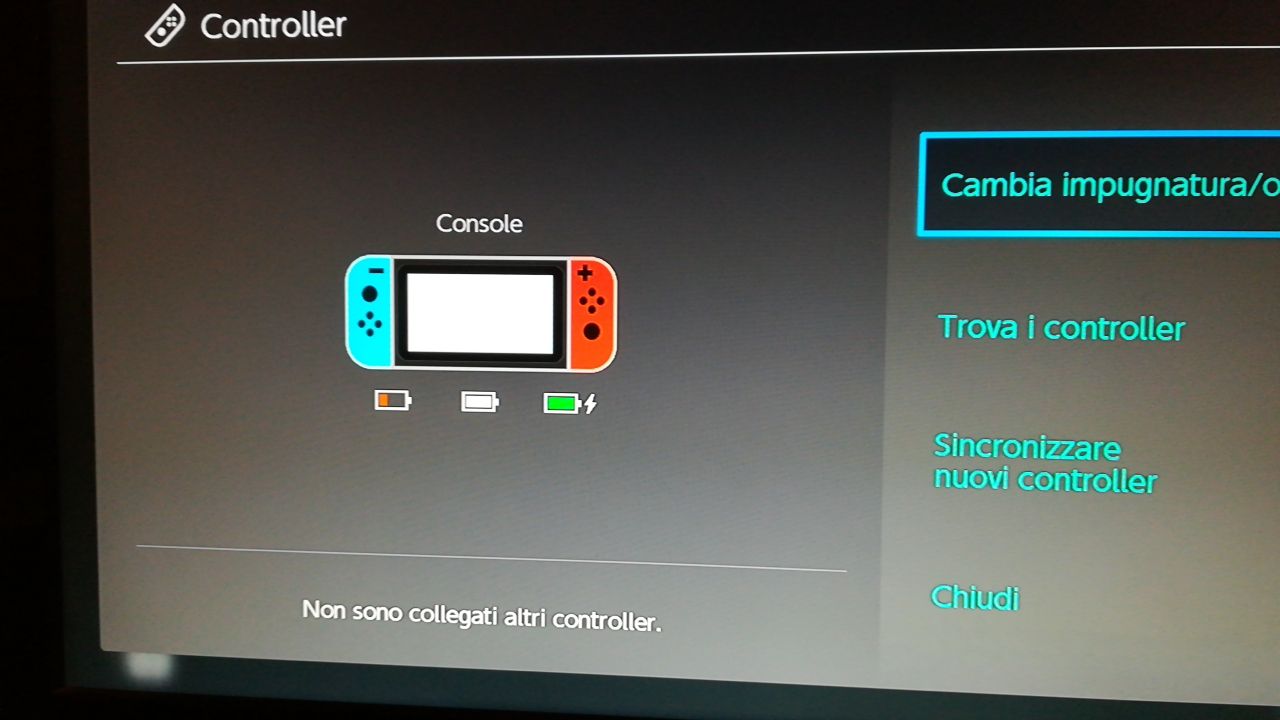 Controller
Console
Cambia impugnatura/o
Trova i controller
Sincronizzare
nuovi controller
Chiudi
Non sono collegati altri controller.